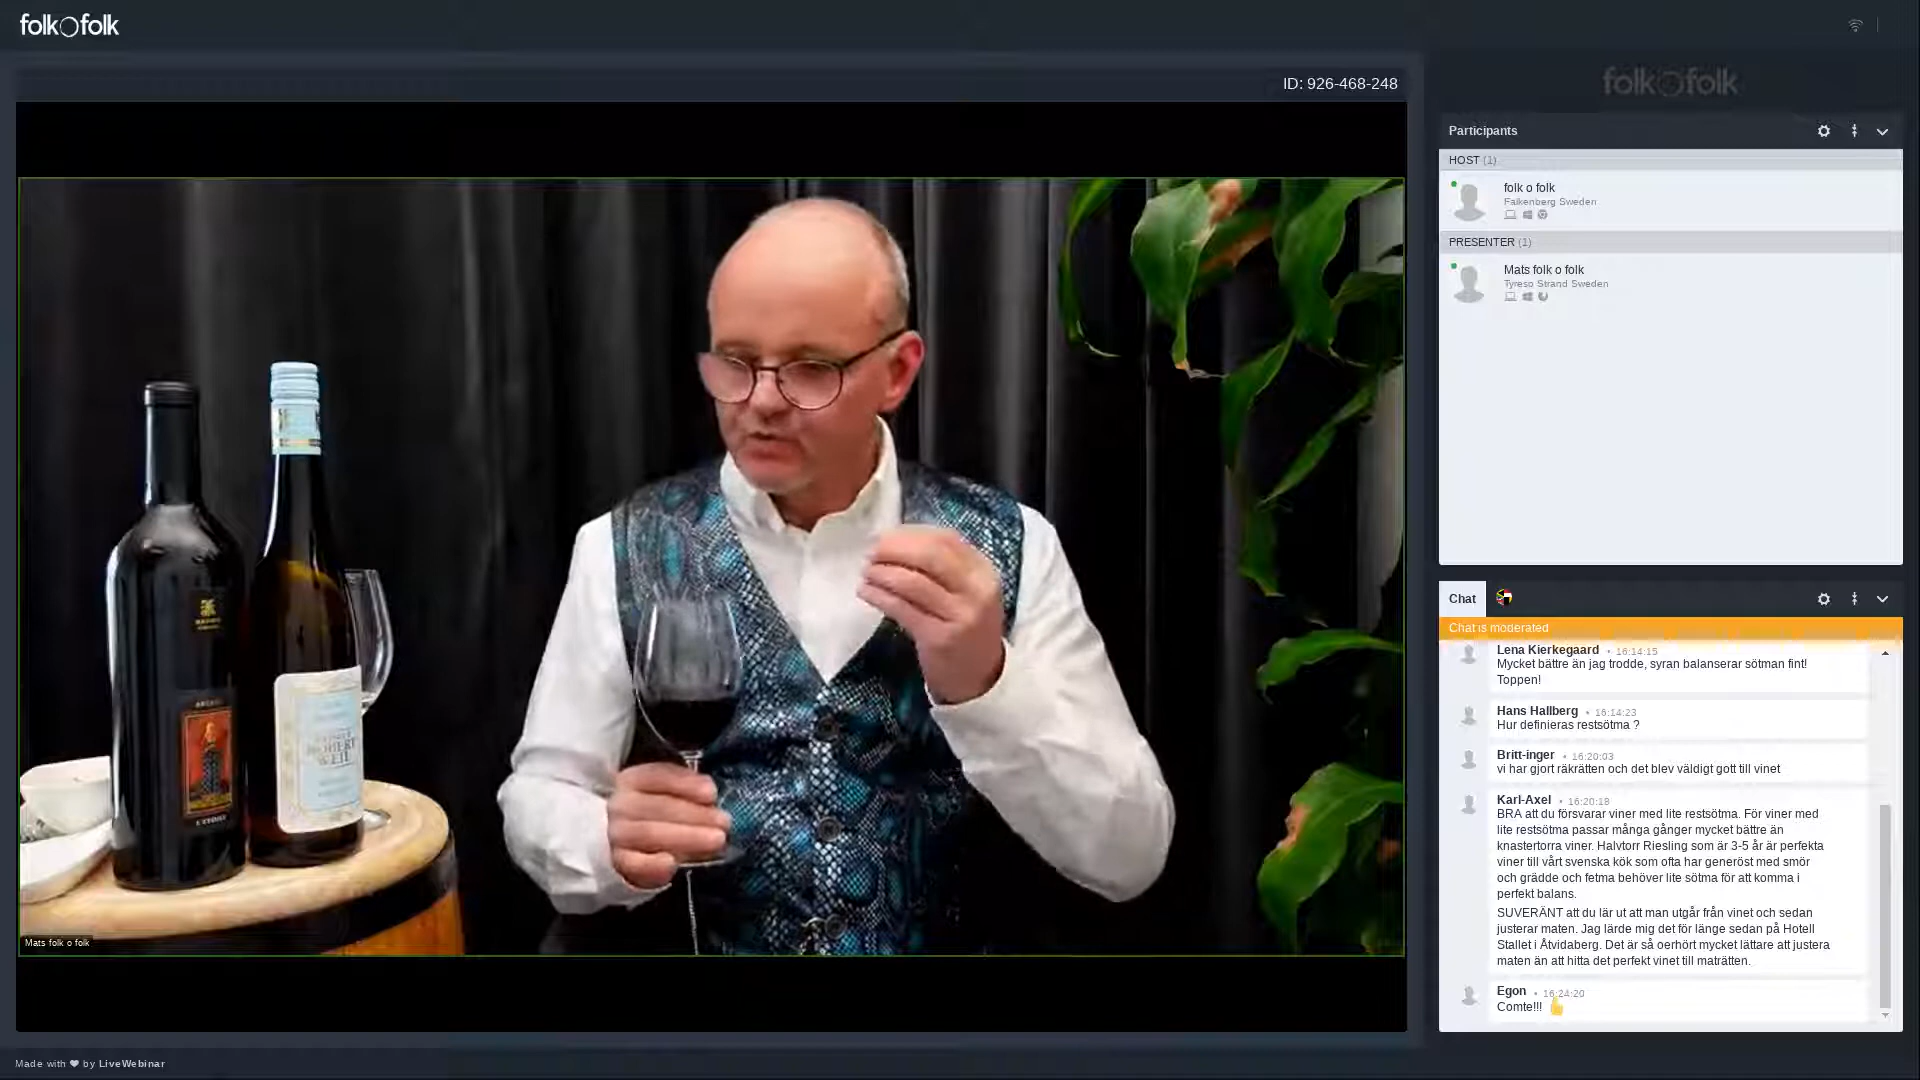 folkofolk
ID: 926-468-248
ROBERT
WEIL
Mats folk o folk
folkofolk
Participants
HOST (1)
folk o folk
Falkenberg Sweden
PRESENTER (1)
Mats folk o folk
Tyreso Strand Sweden
Chat
Chat is moderated
Lena Kierkegaard • 16:14:15
Mycket bättre än jag trodde, syran balanserar sötman fint!
Toppen!
Hans Hallberg • 16:14:23
Hur definieras restsötma ?
Britt-inger • 16:20:03
vi har gjort räkrätten och det blev väldigt gott till vinet
Karl-Axel • 16:20:18
BRA att du försvarar viner med lite restsötma. För viner med
lite restsötma passar många gånger mycket bättre än
knastertorra viner. Halvtorr Riesling som är 3-5 år är perfekta
viner till vårt svenska kök som ofta har generöst med smör
och grädde och fetma behöver lite sötma för att komma i
perfekt balans.
SUVERÄNT att du lär ut att man utgår från vinet och sedan
justerar maten. Jag lärde mig det för länge sedan på Hotell
Stallet i Åtvidaberg. Det är så oerhört mycket lättare att justera
maten än att hitta det perfekt vinet till maträtten.
Egon • 16:24:20
Comte!!! 👍
Made with ❤ by LiveWebinar